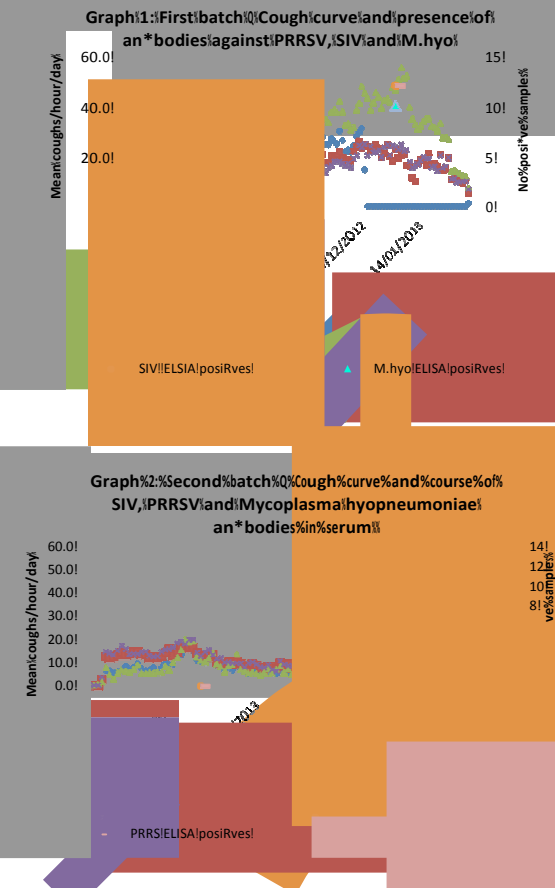 Graph%1:%First%batch%Q%Cough%curve%and%presence%of%
an*bodies%against%PRRSV,%SIV%and%M.hyo%
60.0!
40.0!
20.0!
15!
10!
5!
0!
Mean%coughs/hour/day%
No%posi*ve%samples%
/12/2012
14/01/2013
SIV!!ELSIA!posiRves!
M.hyo!ELISA!posiRves!
Graph%2:%Second%batch%Q%Cough%curve%and%course%of%
SIV,%PRRSV%and%Mycoplasma%hyopneumoniae%
an*bodies%in%serum%%
60.0!
50.0!
40.0!
30.0!
20.0!
10.0!
0.0!
14!
12!
10!
8!
Mean%coughs/hour/day%
ve%samples%
/2013
PRRS!ELISA!posiRves!